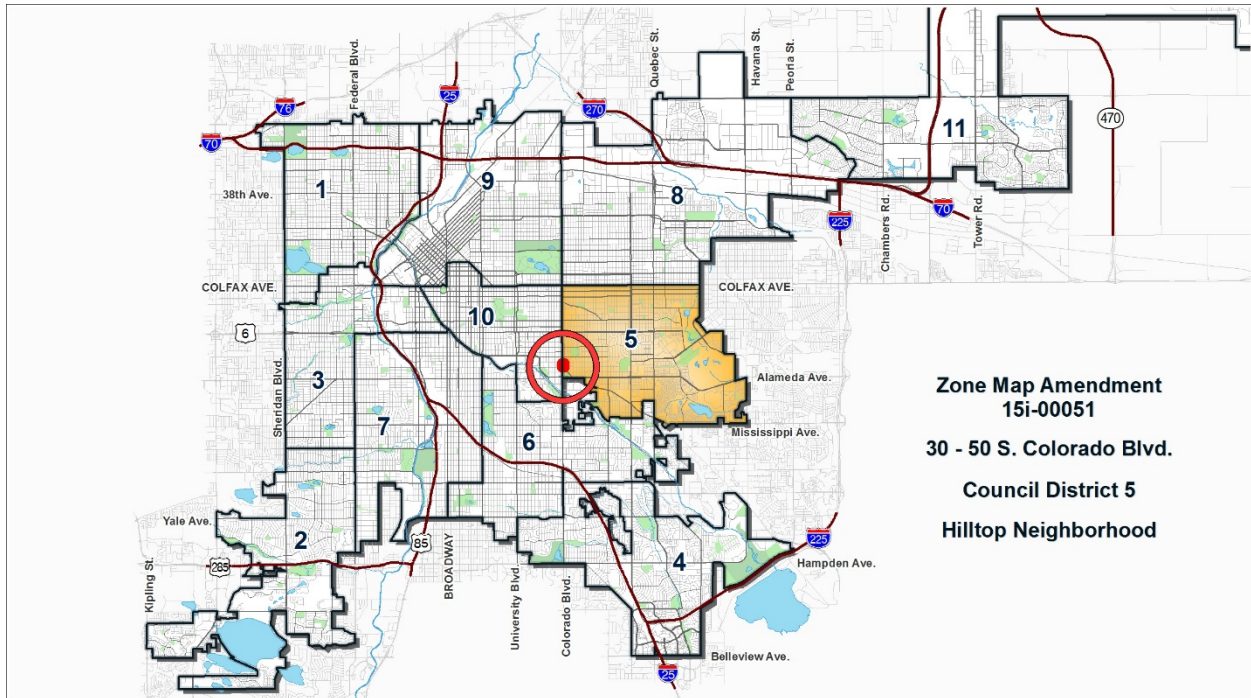 Federal Blvd.
Quebec St.
Havana St.
Peoria St.
76
25
270
70
11
470
1
9
8
38th Ave.
225
Chambers Rd.
70
Tower Rd.
COLFAX AVE.
COLFAX AVE.
6
10
5
Sheridan Blvd.
3
7
6
Alameda Ave.
Mississippi Ave.
Zone Map Amendment
15i-00051
30 - 50 S. Colorado Blvd.
Council District 5
Hilltop Neighborhood
Yale Ave.
2
85
285
Kipling St.
BROADWAY
University Blvd.
Colorado Blvd.
4
225
Hampden Ave.
Belleview Ave.
25